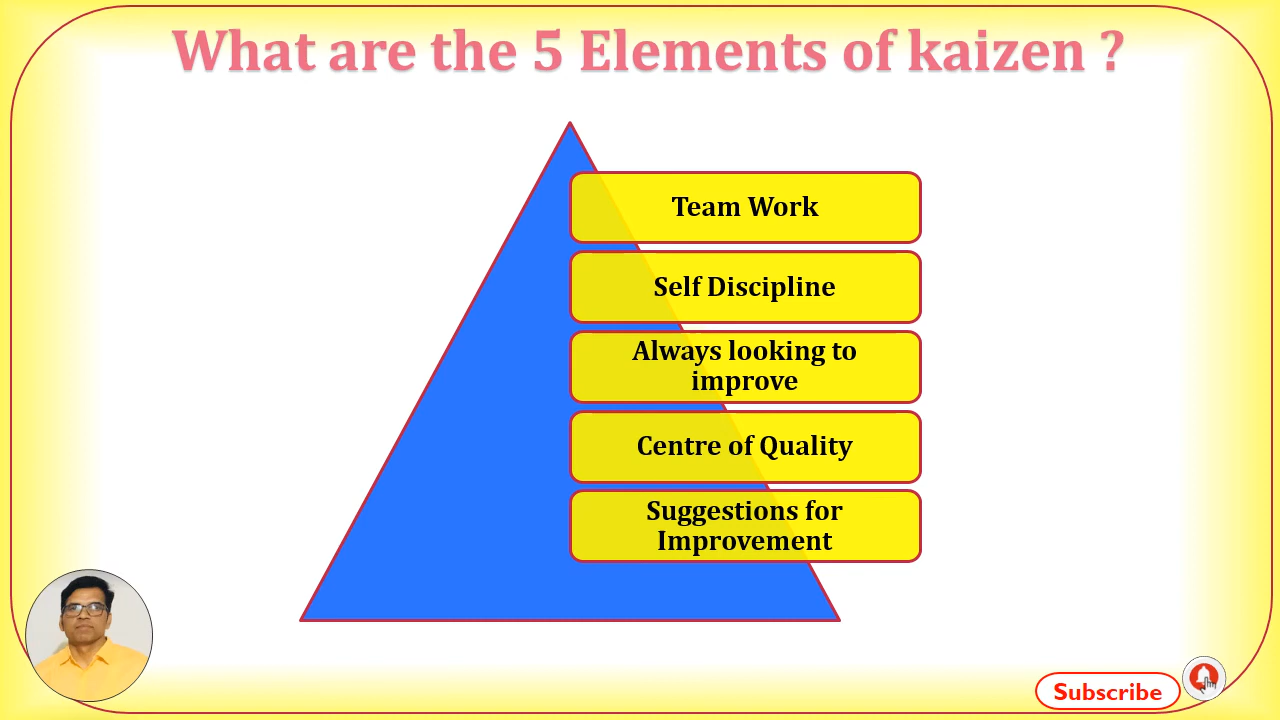 What are the 5 Elements of kaizen ?
Team Work
Self Discipline
Always looking to
improve
Centre of Quality
Suggestions for
Improvement
Subscribe